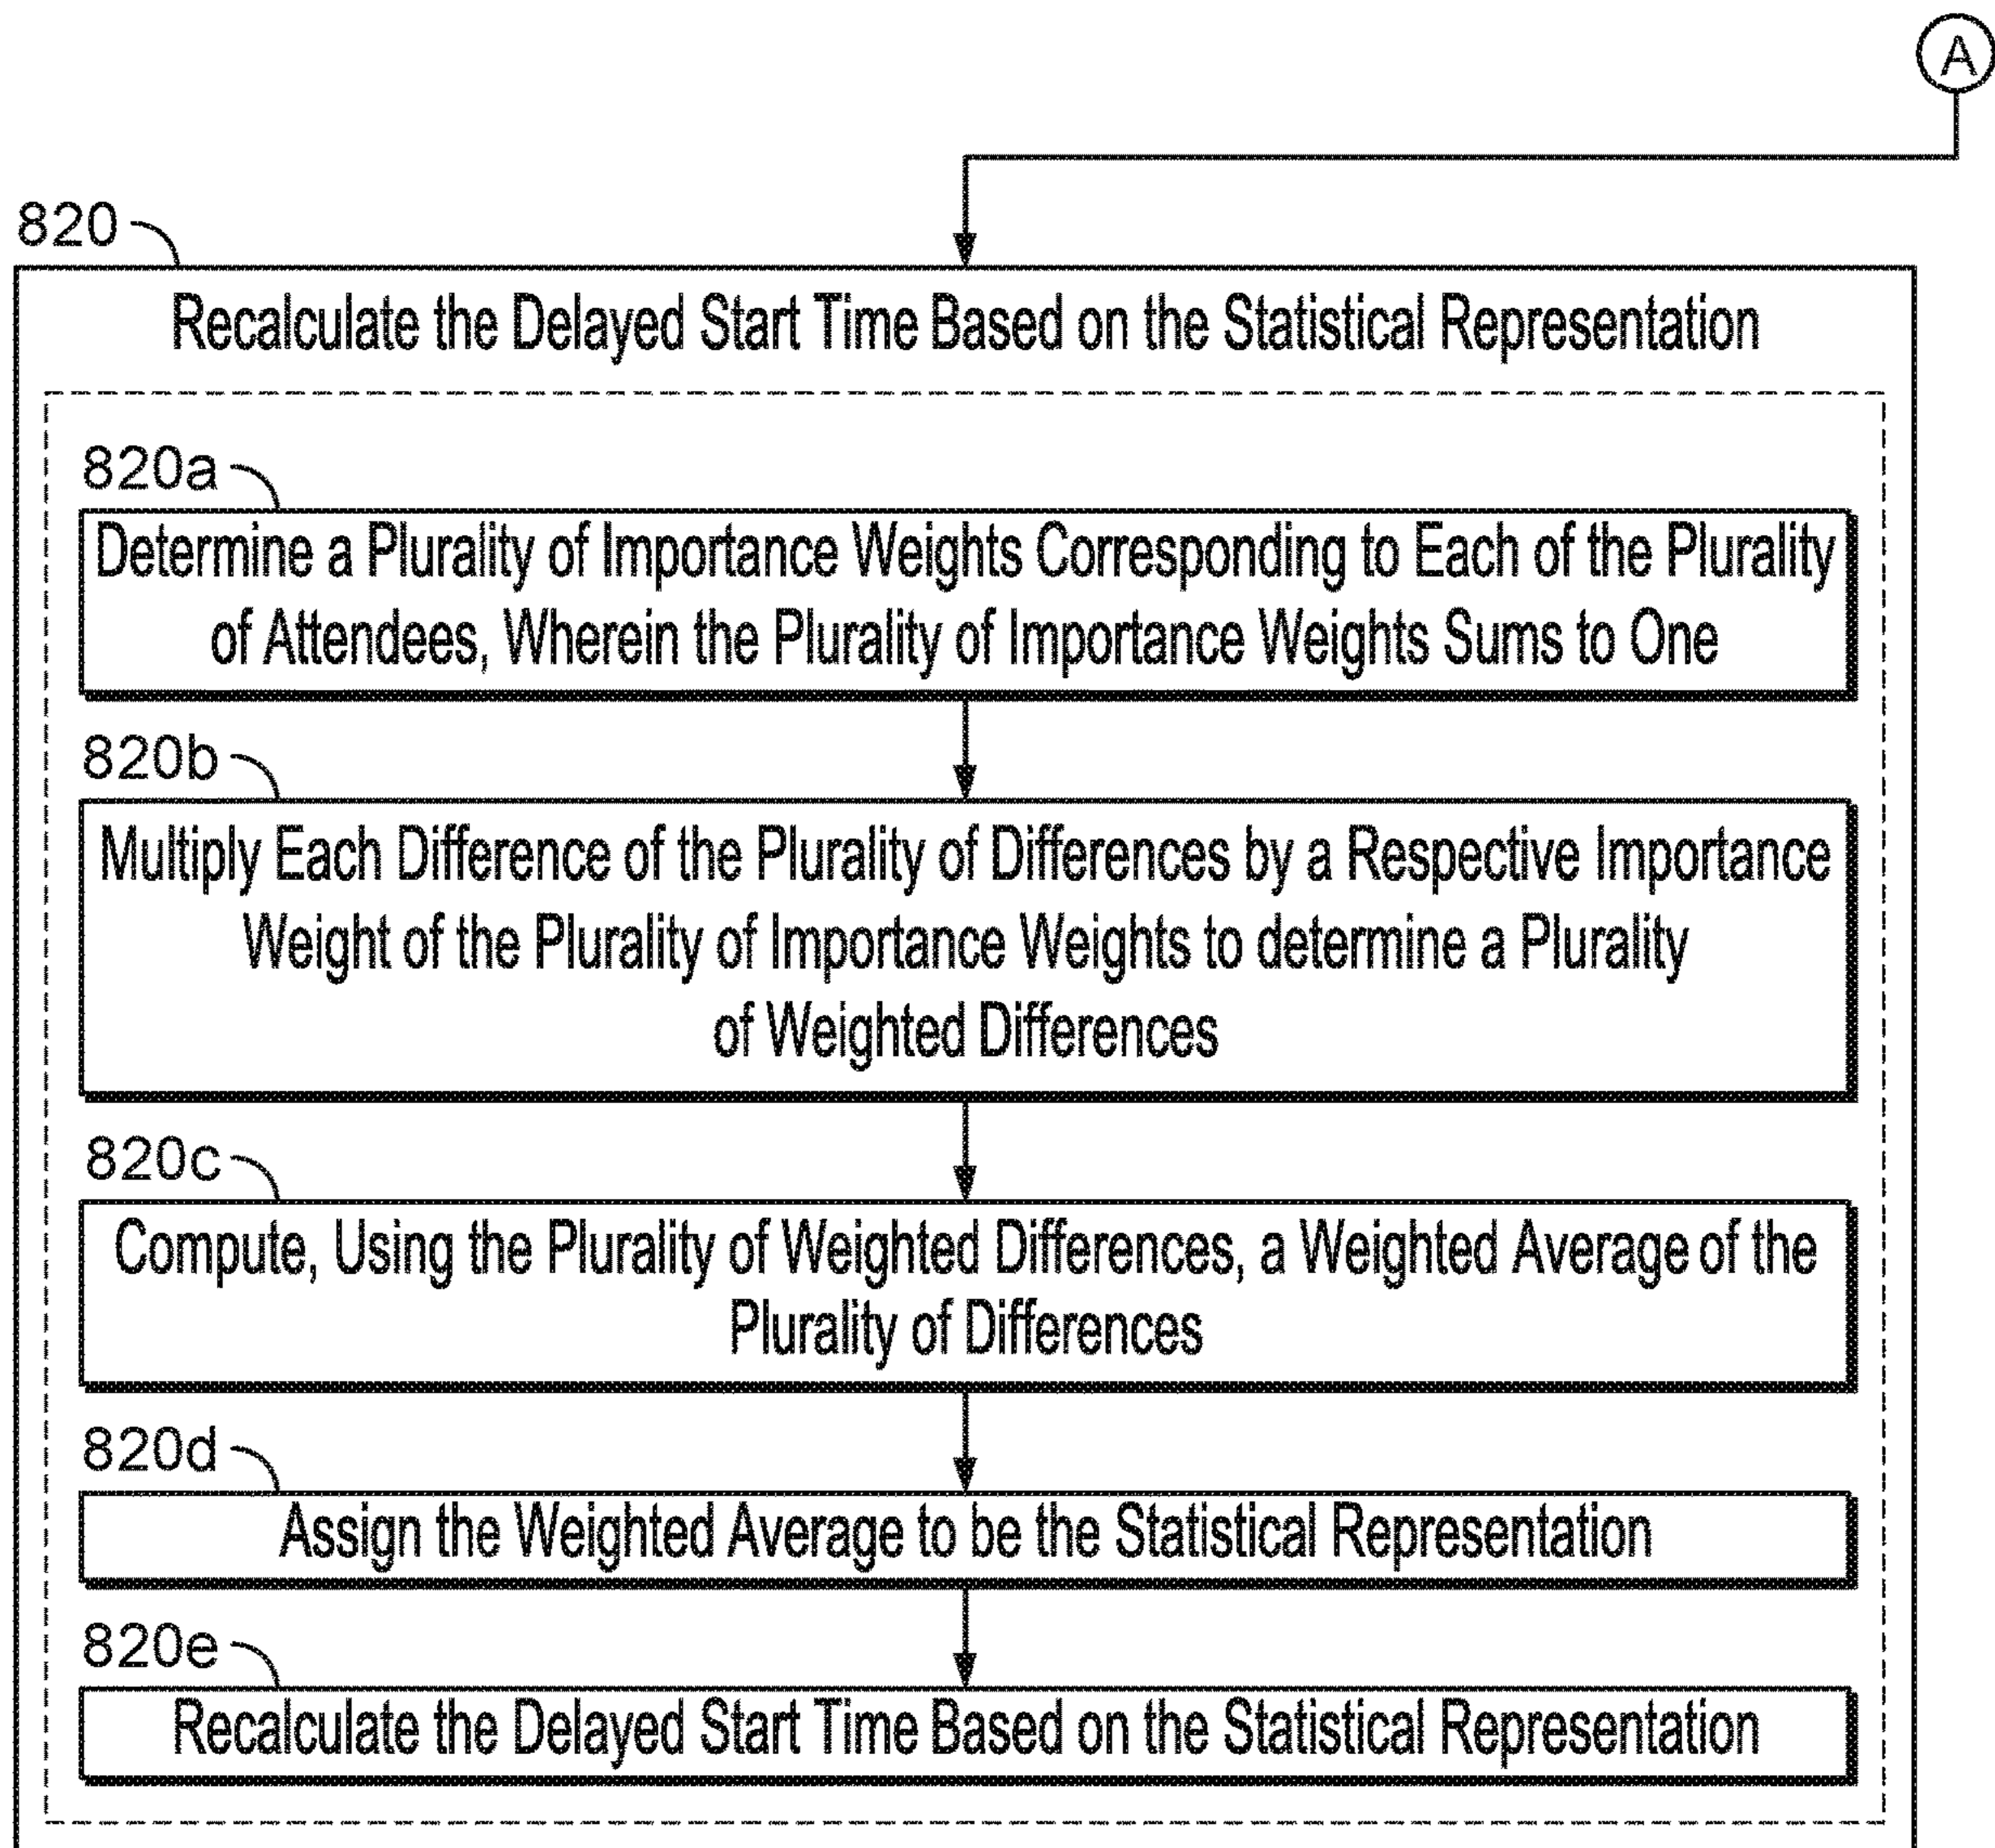 A
820
Recalculate the Delayed Start Time Based on the Statistical Representation
820a
Determine a Plurality of Importance Weights Corresponding to Each of the Plurality
of Attendees, Wherein the Plurality of Importance Weights Sums to One
820b
Multiply Each Difference of the Plurality of Differences by a Respective Importance
Weight of the Plurality of Importance Weights to determine a Plurality
of Weighted Differences
820c
Compute, Using the Plurality of Weighted Differences, a Weighted Average of the
Plurality of Differences
820d
Assign the Weighted Average to be the Statistical Representation
820e
Recalculate the Delayed Start Time Based on the Statistical Representation